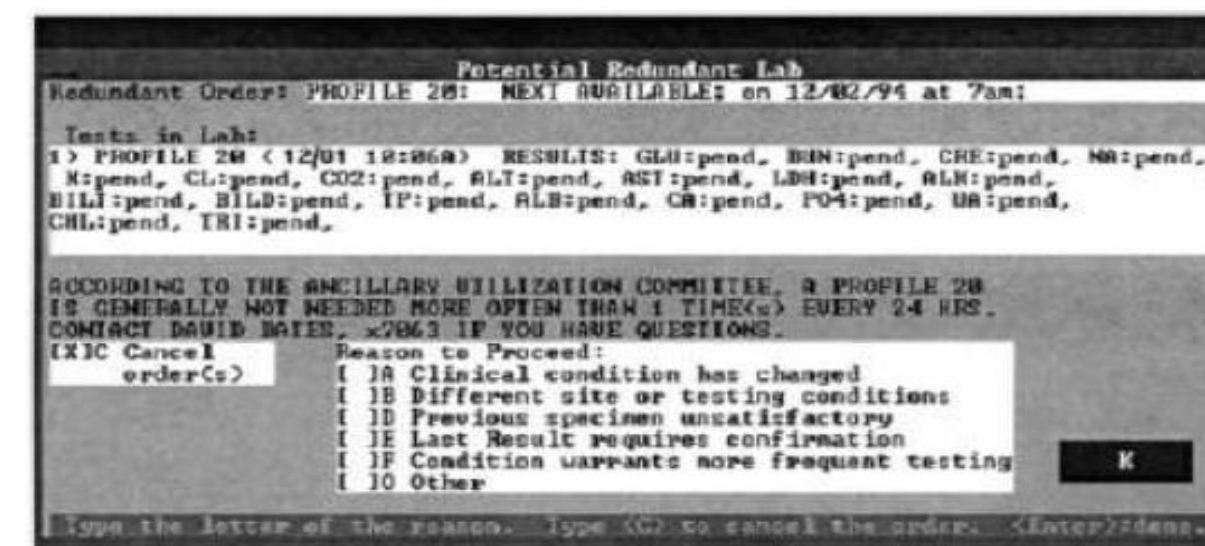 Potential Redundant Lab
Redundant Order: PROFILE 20: NEXT AVAILABLE: on 12/02/94 at 7am:
Tests in Lab:
1> PROFILE 20 (12/01 10:06A) RESULTS: GLU:pend, BUN:pend, CRE:pend, NA:pend,
K:pend, CL:pend, CO2:pend, ALT:pend, AST:pend, LDH:pend, ALK:pend,
BILT:pend, BILD:pend, TP:pend, ALB:pend, CA:pend, PO4:pend, UA:pend,
CHL:pend, TRI:pend,
ACCORDING TO THE ANCILLARY UTILIZATION COMMITTEE, A PROFILE 20
IS GENERALLY NOT NEEDED MORE OFTEN THAN 1 TIME(s) EVERY 24 HRS.
CONTACT DAVID BATES, x7063 IF YOU HAVE QUESTIONS.
[X]C Cancel order(s)
Reason to Proceed:
[ ]A Clinical condition has changed
[ ]B Different site or testing conditions
[ ]D Previous specimen unsatisfactory
[ ]E Last Result requires confirmation
[ ]F Condition warrants more frequent testing
[ ]O Other
K
Type the letter of the reason. Type <C> to cancel the order. <Enter>:done.